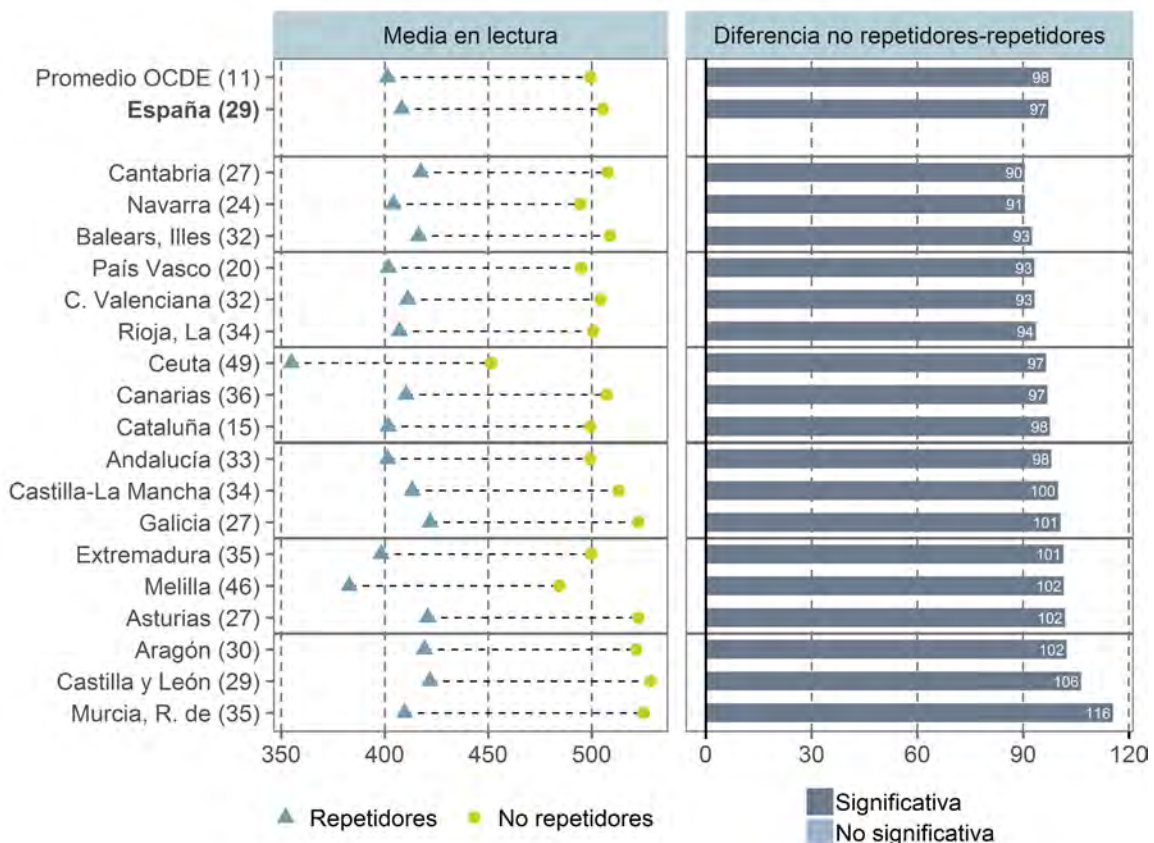 Media en lectura
Diferencia no repetidores-repetidores
Promedio OCDE (11)
98
España (29)
97
Cantabria (27)
90
Navarra (24)
91
Balears, Illes (32)
93
País Vasco (20)
93
C. Valenciana (32)
93
Rioja, La (34)
94
Ceuta (49)
97
Canarias (36)
97
Cataluña (15)
98
Andalucía (33)
98
Castilla-La Mancha (34)
100
Galicia (27)
101
Extremadura (35)
101
Melilla (46)
102
Asturias (27)
102
Aragón (30)
102
Castilla y León (29)
106
Murcia, R. de (35)
116
350 400 450 500
0 30 60 90 120
Repetidores No repetidores
Significativa
No significativa